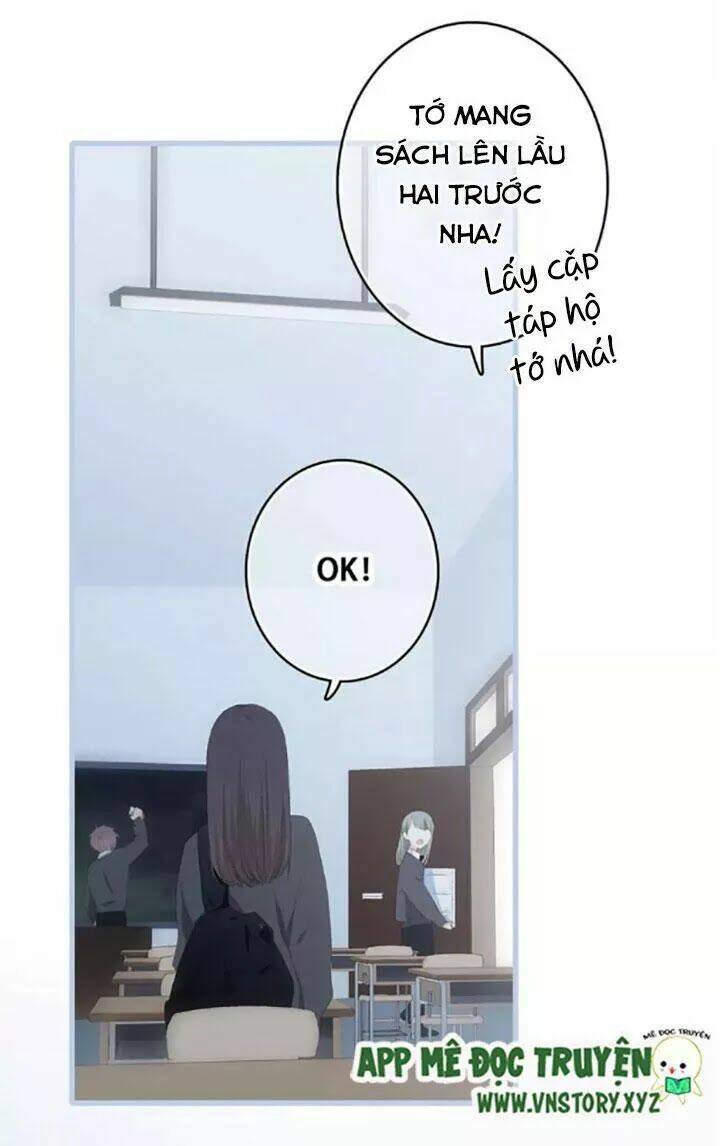 TỚ MANG
SÁCH LÊN LẦU
HAI TRƯỚC
NHA!
Lấy cặp
táp hộ
tớ nhá!
OK!
MÊ ĐỌC TRUYỆN
APP MÊ ĐỌC TRUYỆN
WWW.VNSTORY.XYZ